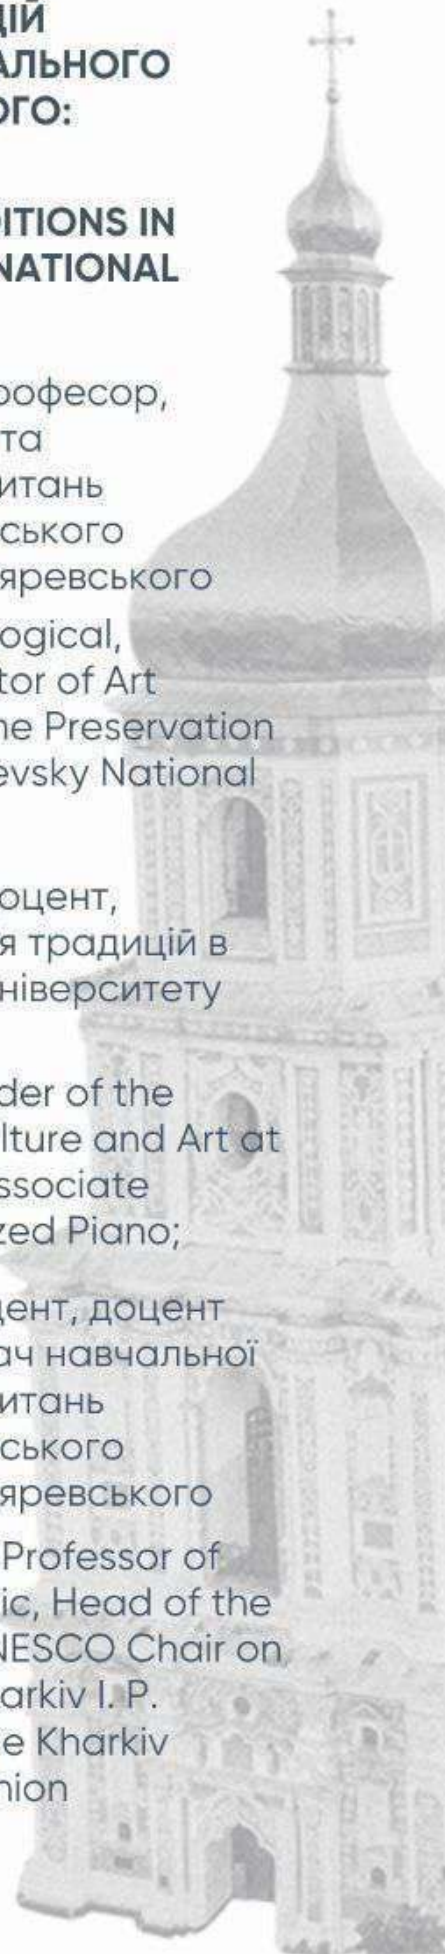 ЦІЙ
АЛЬНОГО
ОГО:
DITIONS IN
NATIONAL
рофесор,
та
итань
ського
яревського
ogical,
tor of Art
he Preservation
evsky National
оцент,
я традицій в
ніверситету
der of the
lture and Art at
ssociate
zed Piano;
цент, доцент
ач навчальної
итань
ського
яревського
Professor of
ic, Head of the
NESCO Chair on
arkiv I. P.
e Kharkiv
nion